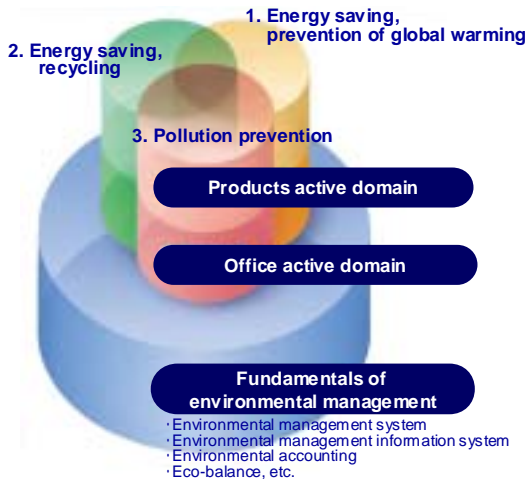 1. Energy saving,
prevention of global warming
2. Energy saving,
recycling
3. Pollution prevention
Products active domain
Office active domain
Fundamentals of
environmental management
·Environmental management system
·Environmental management information system
·Environmental accounting
·Eco-balance, etc.